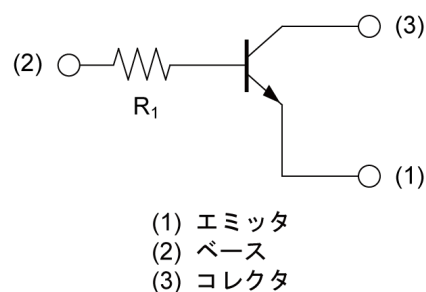 (3)
(2)
R₁
(1)
(1) エミッタ
(2) ベース
(3) コレクタ